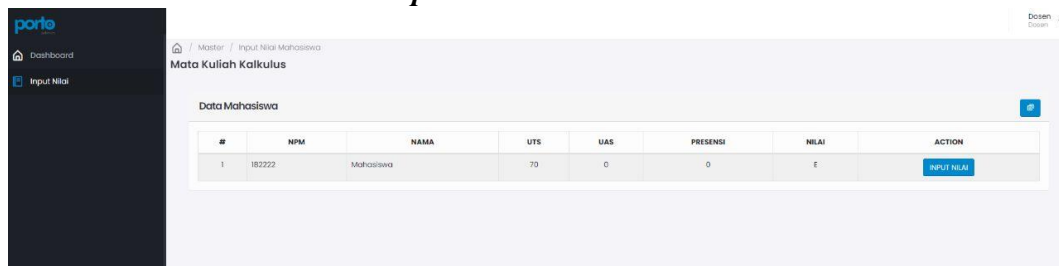 porto
admin
Dosen
Dosen
Dashboard
Input Nilai
/ Master / Input Nilai Mahasiswa
Mata Kuliah Kalkulus
Data Mahasiswa
# NPM NAMA UTS UAS PRESENSI NILAI ACTION
1 182222 Mahasiswa 70 0 0 E INPUT NILAI